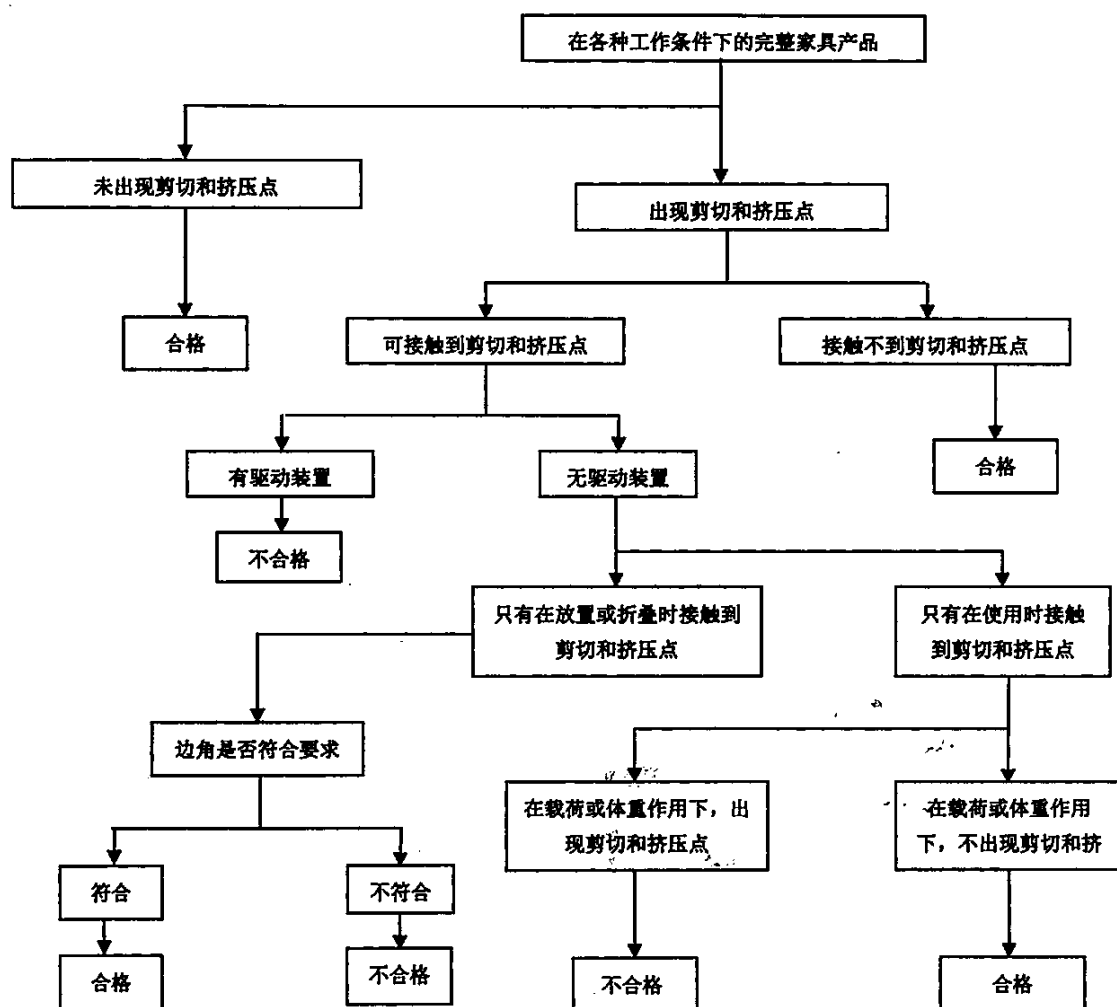 在各种工作条件下的完整家具产品
未出现剪切和挤压点
出现剪切和挤压点
合格
可接触到剪切和挤压点
接触不到剪切和挤压点
有驱动装置
无驱动装置
合格
不合格
只有在放置或折叠时接触到
剪切和挤压点
只有在使用时接触
到剪切和挤压点
边角是否符合要求
在载荷或体重作用下，出
现剪切和挤压点
在载荷或体重作用
下，不出现剪切和挤
符合
不符合
合格
不合格
不合格
合格